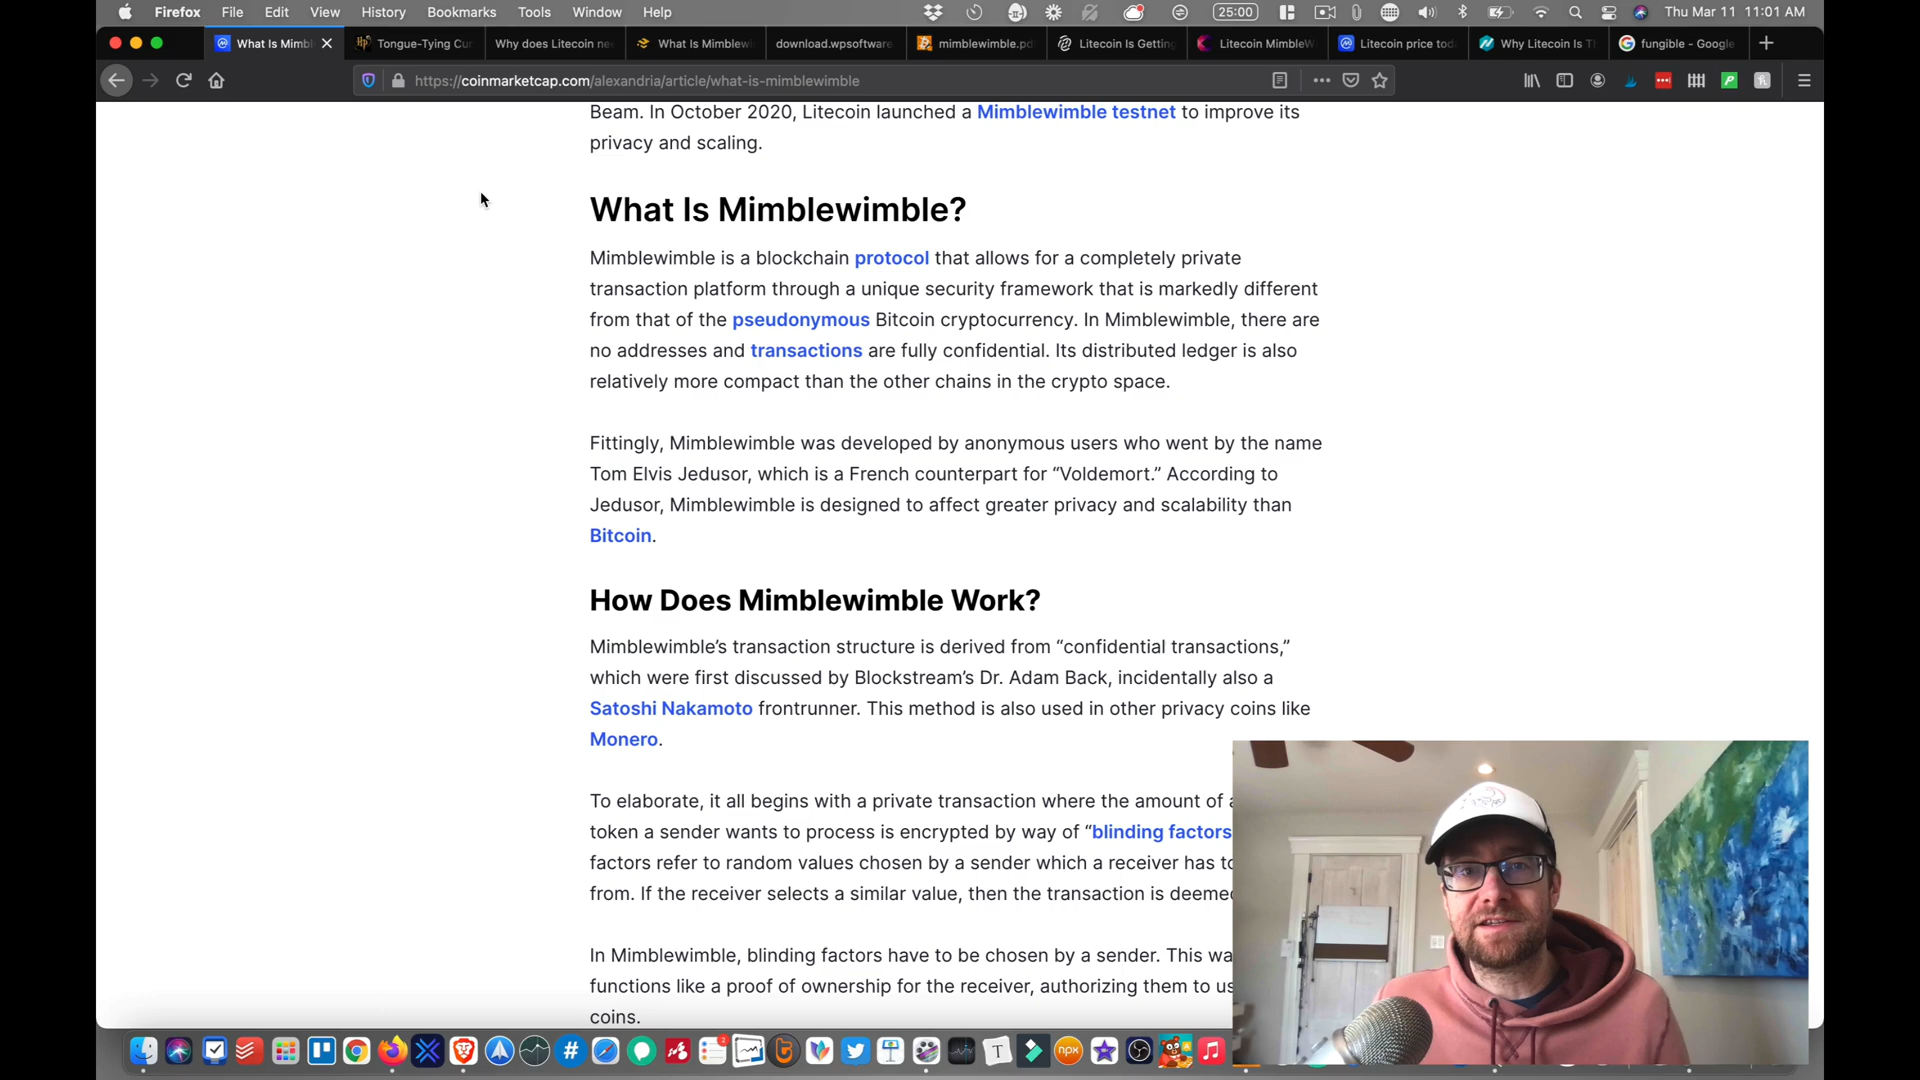 Firefox File Edit View History Bookmarks Tools Window Help 25:00 Thu Mar 11 11:01 AM
What Is Mimbl Tongue-Tying Cur Why does Litecoin ne What Is Mimblewi download.wpsoftware mimblewimble.pd Litecoin Is Getting Litecoin MimbleW Litecoin price tod Why Litecoin Is T fungible - Google
https://coinmarketcap.com/alexandria/article/what-is-mimblewimble
Beam. In October 2020, Litecoin launched a Mimblewimble testnet to improve its
privacy and scaling.
What Is Mimblewimble?
Mimblewimble is a blockchain protocol that allows for a completely private
transaction platform through a unique security framework that is markedly different
from that of the pseudonymous Bitcoin cryptocurrency. In Mimblewimble, there are
no addresses and transactions are fully confidential. Its distributed ledger is also
relatively more compact than the other chains in the crypto space.
Fittingly, Mimblewimble was developed by anonymous users who went by the name
Tom Elvis Jedusor, which is a French counterpart for “Voldemort.” According to
Jedusor, Mimblewimble is designed to affect greater privacy and scalability than
Bitcoin.
How Does Mimblewimble Work?
Mimblewimble’s transaction structure is derived from “confidential transactions,”
which were first discussed by Blockstream’s Dr. Adam Back, incidentally also a
Satoshi Nakamoto frontrunner. This method is also used in other privacy coins like
Monero.
To elaborate, it all begins with a private transaction where the amount of
token a sender wants to process is encrypted by way of “blinding factors
factors refer to random values chosen by a sender which a receiver has to
from. If the receiver selects a similar value, then the transaction is deemed
In Mimblewimble, blinding factors have to be chosen by a sender. This wa
functions like a proof of ownership for the receiver, authorizing them to us
coins.